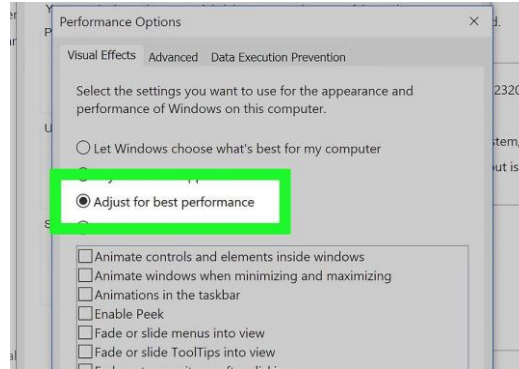 Performance Options
Visual Effects Advanced Data Execution Prevention
Select the settings you want to use for the appearance and
performance of Windows on this computer.
2320
Let Windows choose what's best for my computer
Adjust for best performance
Animate controls and elements inside windows
Animate windows when minimizing and maximizing
Animations in the taskbar
Enable Peek
Fade or slide menus into view
Fade or slide ToolTips into view